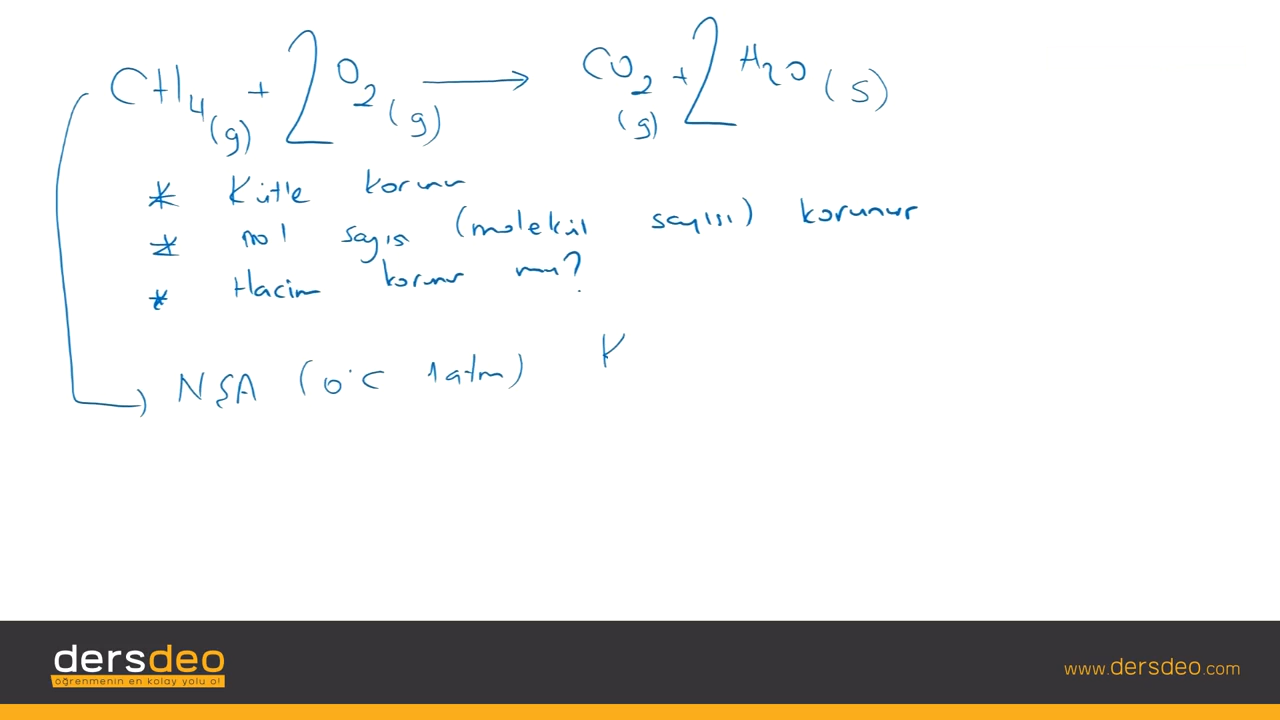 CH4(g) + 2O2(g) → CO2(g) + 2H2O(s)
* Kütle korunur
* mol sayısı (molekül sayısı) korunur
* Hacim korunur mu?
NŞA (0°C 1atm) K
dersdeo
öğrenmenin en kolay yolu o!
www.dersdeo.com